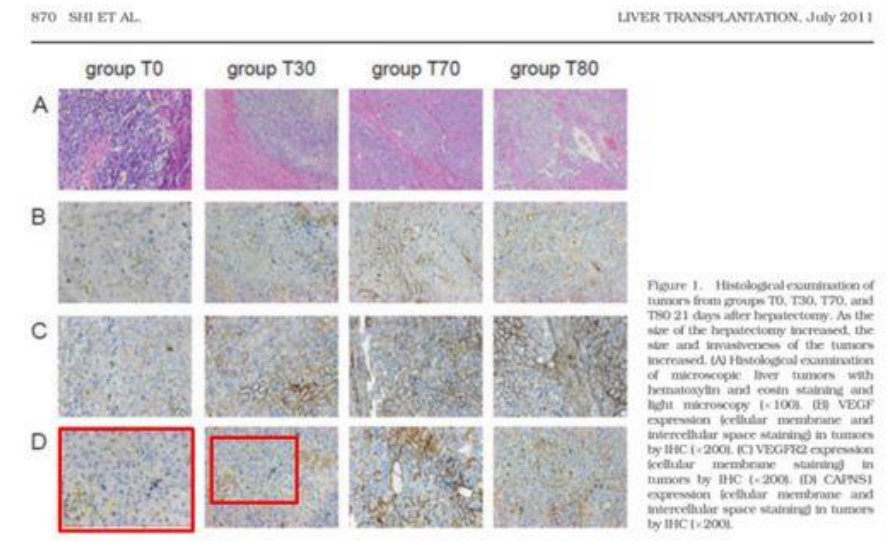 870 SHI ET AL.
LIVER TRANSPLANTATION, July 2011
group T0 group T30 group T70 group T80
A
B
C
D
Figure 1. Histological examination of
tumors from groups T0, T30, T70, and
T80 21 days after hepatectomy. As the
size of the hepatectomy increased, the
size and invasiveness of the tumors
increased. (A) Histological examination
of microscopic liver tumors with
hematoxylin and eosin staining and
light microscopy (×100). (B) VEGF
expression (cellular membrane and
intercellular space staining) in tumors
by IHC (×200). (C) VEGFR2 expression
(cellular membrane staining) in
tumors by IHC (×200). (D) CAPNS1
expression (cellular membrane and
intercellular space staining) in tumors
by IHC (×200).